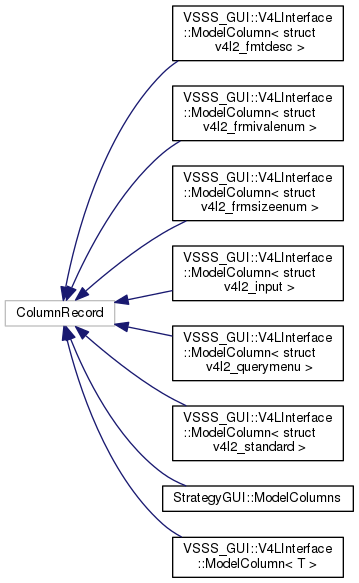 VSSS_GUI::V4LInterface
::ModelColumn< struct
v4l2_fmtdesc >
VSSS_GUI::V4LInterface
::ModelColumn< struct
v4l2_frmivalenum >
VSSS_GUI::V4LInterface
::ModelColumn< struct
v4l2_frmsizeenum >
VSSS_GUI::V4LInterface
::ModelColumn< struct
v4l2_input >
ColumnRecord
VSSS_GUI::V4LInterface
::ModelColumn< struct
v4l2_querymenu >
VSSS_GUI::V4LInterface
::ModelColumn< struct
v4l2_standard >
StrategyGUI::ModelColumns
VSSS_GUI::V4LInterface
::ModelColumn< T >